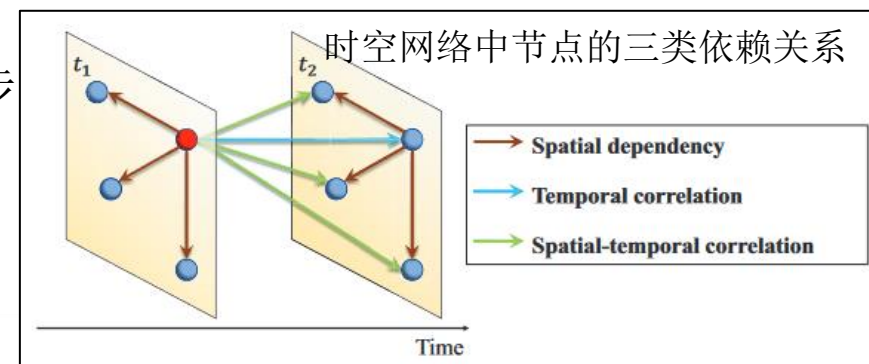 步
时空网络中节点的三类依赖关系
t₁
t₂
Spatial dependency
Temporal correlation
Spatial-temporal correlation
Time